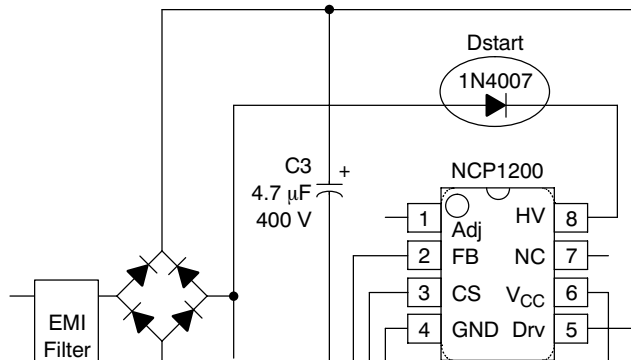 Dstart
1N4007
C3
+
4.7 μF
400 V
NCP1200
1
Adj
HV
8
2
FB
NC
7
3
CS
VCC
6
4
GND
Drv
5
EMI
Filter